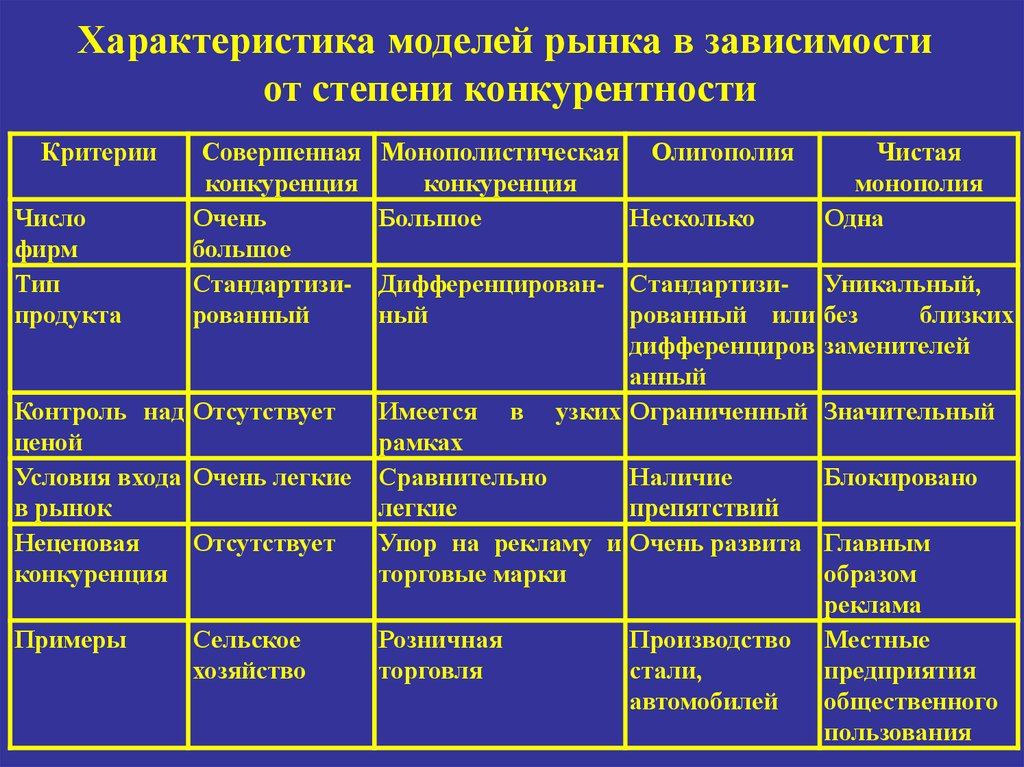 Характеристика моделей рынка в зависимости
от степени конкурентности
Критерии
Совершенная
конкуренция
Монополистическая
конкуренция
Олигополия
Чистая
монополия
Число
фирм
Очень
большое
Большое
Несколько
Одна
Тип
продукта
Стандартизи-
рованный
Дифференцирован-
ный
Стандартизи-
рованный или
дифференциров
анный
Уникальный,
без близких
заменителей
Контроль над
ценой
Отсутствует
Имеется в узких
рамках
Ограниченный
Значительный
Условия входа
в рынок
Очень легкие
Сравнительно
легкие
Наличие
препятствий
Блокировано
Неценовая
конкуренция
Отсутствует
Упор на рекламу и
торговые марки
Очень развита
Главным
образом
реклама
Примеры
Сельское
хозяйство
Розничная
торговля
Производство
стали,
автомобилей
Местные
предприятия
общественного
пользования